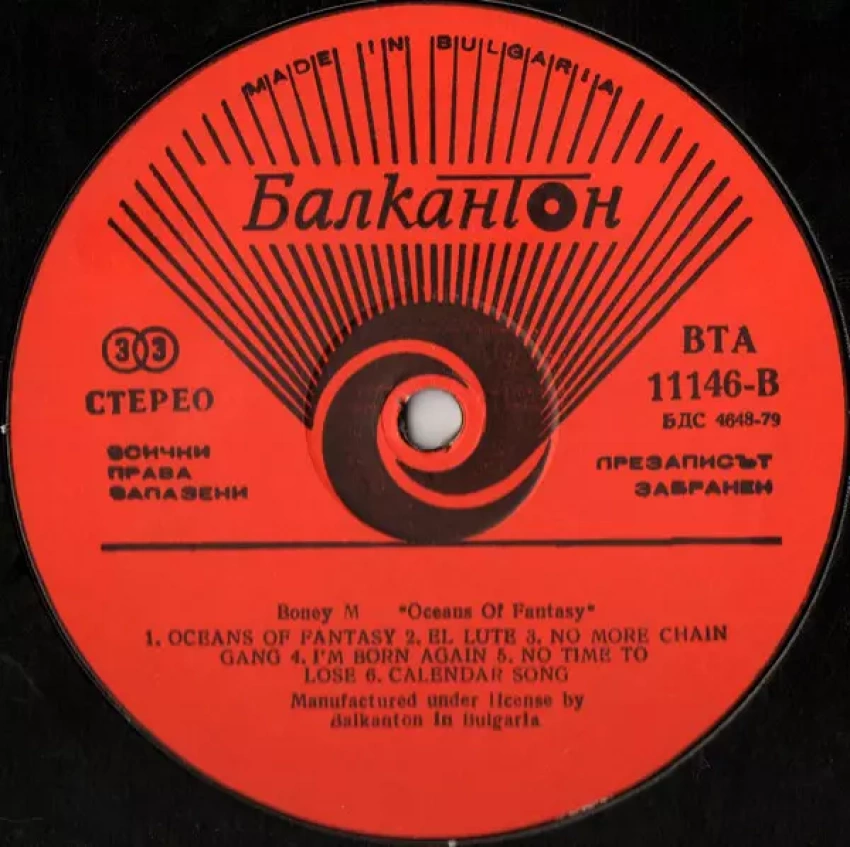 MADE IN BULGARIA
Балкантон
33
СТЕРЕО
ВСИЧКИ
ПРАВА
ЗАПАЗЕНИ
ВТА
11146-В
БДС 4648-79
ПРЕЗАПИСЪТ
ЗАБРАНЕН
Boney M "Oceans Of Fantasy"
1. OCEANS OF FANTASY 2. EL LUTE 3. NO MORE CHAIN
GANG 4. I'M BORN AGAIN 5. NO TIME TO
LOSE 6. CALENDAR SONG
Manufactured under license by
Balkanton in Bulgaria